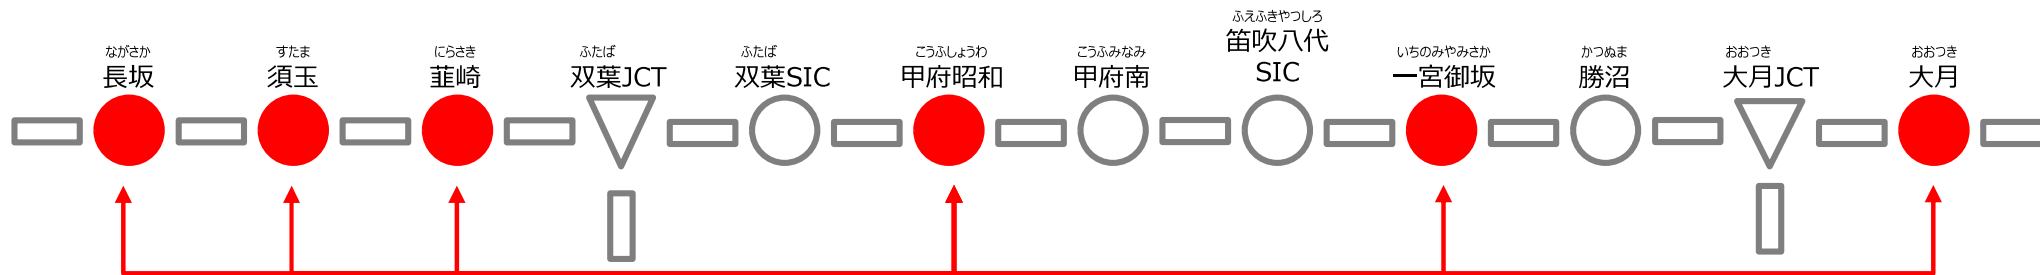 ながさか
長坂
すたま
須玉
にらさき
韮崎
ふたば
双葉JCT
ふたば
双葉SIC
こうふしょうわ
甲府昭和
こうふみなみ
甲府南
ふえふきやつしろ
笛吹八代
SIC
いちのみやみさか
一宮御坂
かつぬま
勝沼
おおつき
大月JCT
おおつき
大月